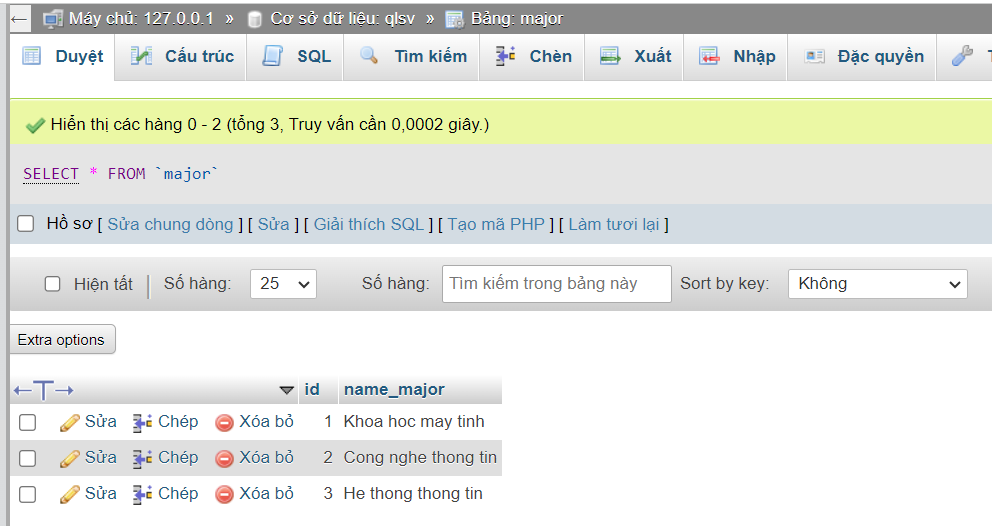 Máy chủ: 127.0.0.1 » Cơ sở dữ liệu: qlsv » Bảng: major
Duyệt Cấu trúc SQL Tìm kiếm Chèn Xuất Nhập Đặc quyền
Hiển thị các hàng 0 - 2 (tổng 3, Truy vấn cần 0,0002 giây.)
SELECT * FROM `major`
Hồ sơ [ Sửa chung dòng ] [ Sửa ] [ Giải thích SQL ] [ Tạo mã PHP ] [ Làm tươi lại ]
Hiện tất Số hàng: 25 Số hàng: Tìm kiếm trong bảng này Sort by key: Không
Extra options
←T→ id name_major
Sửa Chép Xóa bỏ 1 Khoa hoc may tinh
Sửa Chép Xóa bỏ 2 Cong nghe thong tin
Sửa Chép Xóa bỏ 3 He thong thong tin